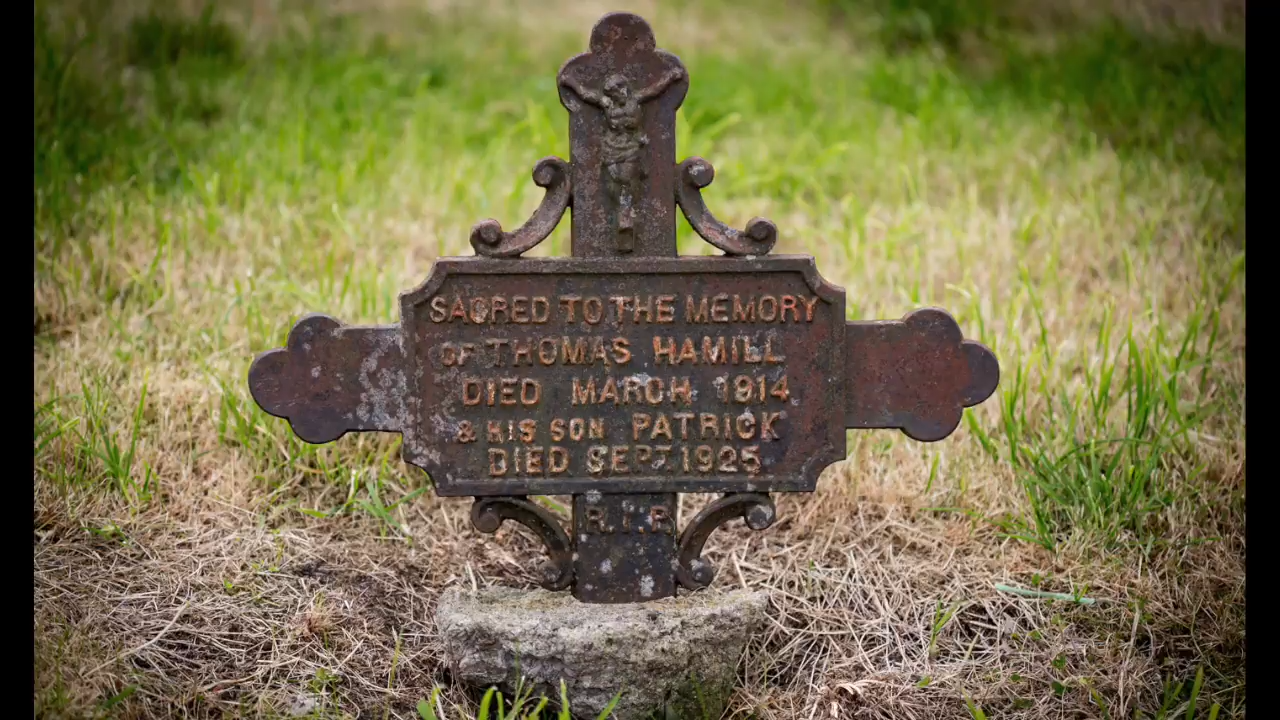 SACRED TO THE MEMORY
OF THOMAS HAMILL
DIED MARCH 1914
& HIS SON PATRICK
DIED SEPT. 1925
R.I.P.